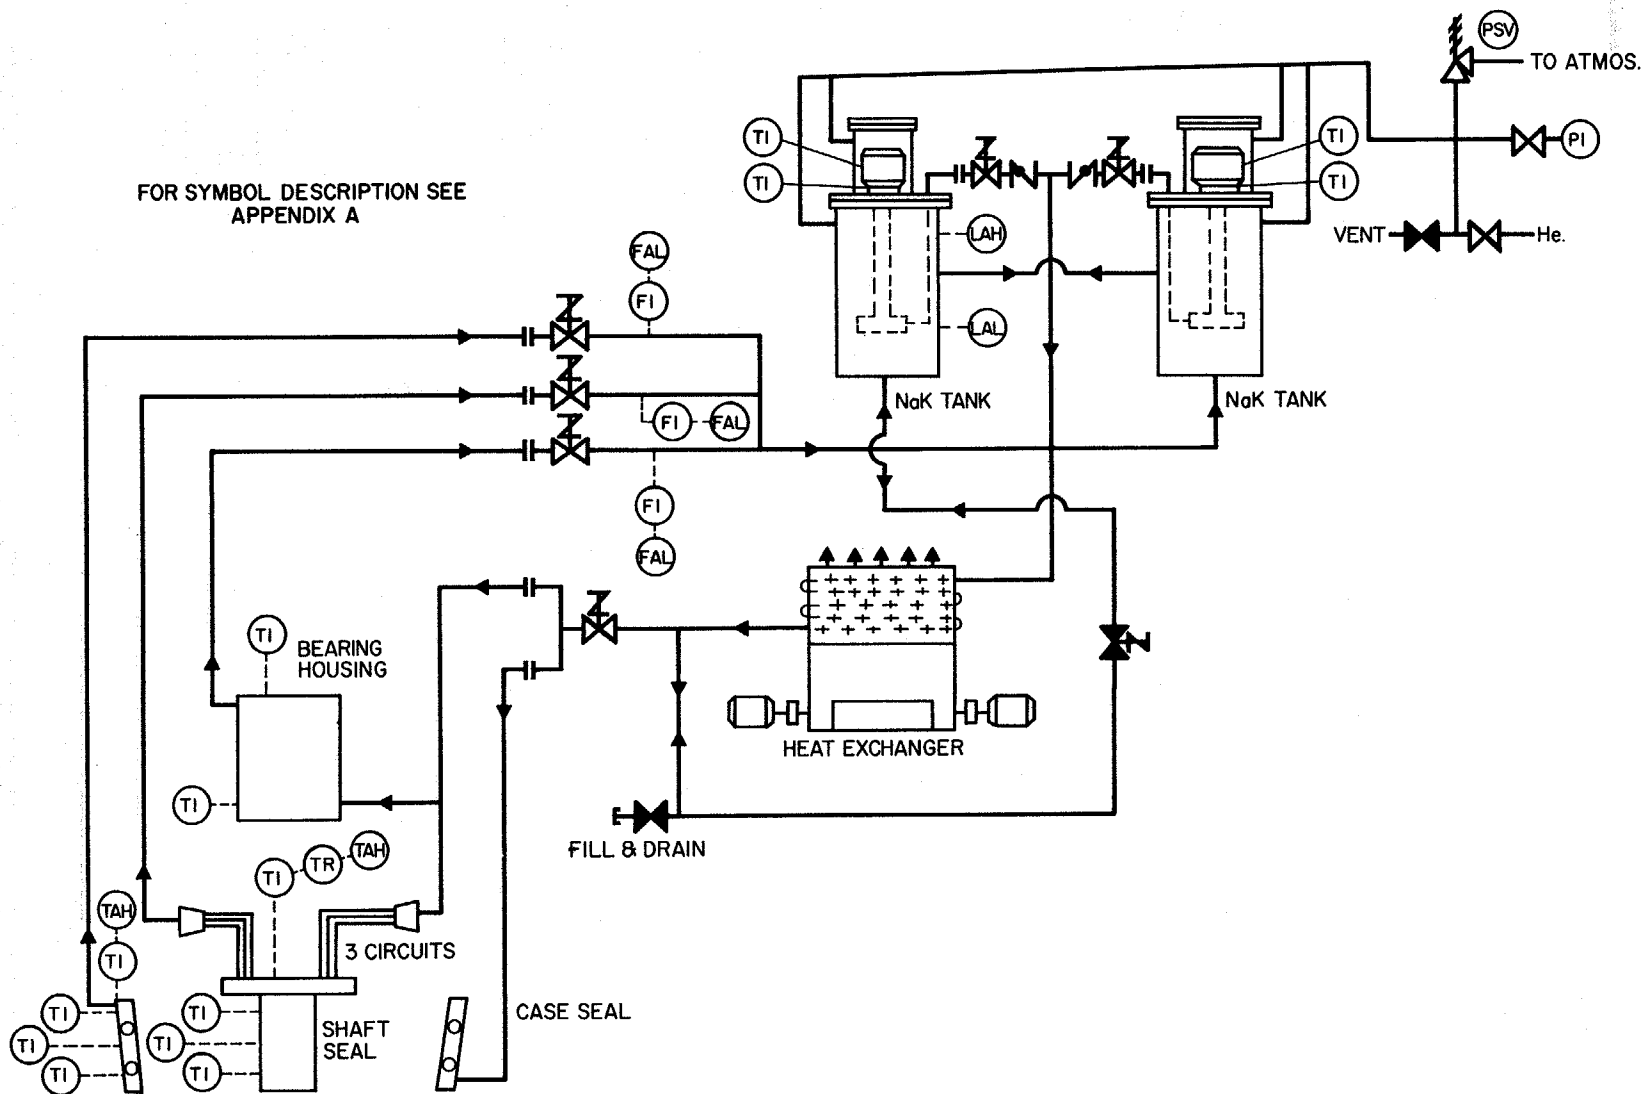 PSV
TO ATMOS.
TI
TI
PI
TI
TI
FOR SYMBOL DESCRIPTION SEE
APPENDIX A
LAH
VENT
He.
FAL
FI
LAL
NaK TANK
NaK TANK
FI
FAL
FI
FAL
TI
BEARING
HOUSING
HEAT EXCHANGER
TI
FILL & DRAIN
TI
TR
TAH
TAH
3 CIRCUITS
TI
TI
TI
SHAFT
SEAL
CASE SEAL
TI
TI
TI
TI